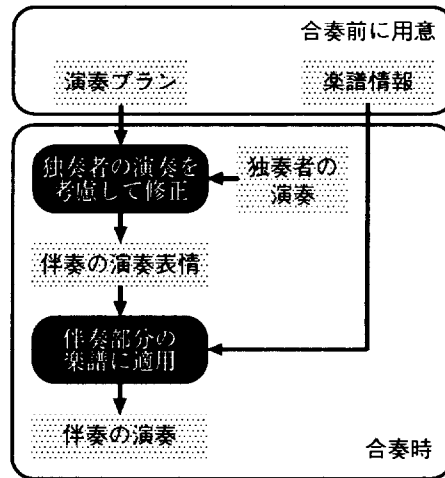 合奏前に用意
演奏プラン
楽譜情報
独奏者の演奏を
考慮して修正
独奏者の
演奏
伴奏の演奏表情
伴奏部分の
楽譜に適用
伴奏の演奏
合奏時